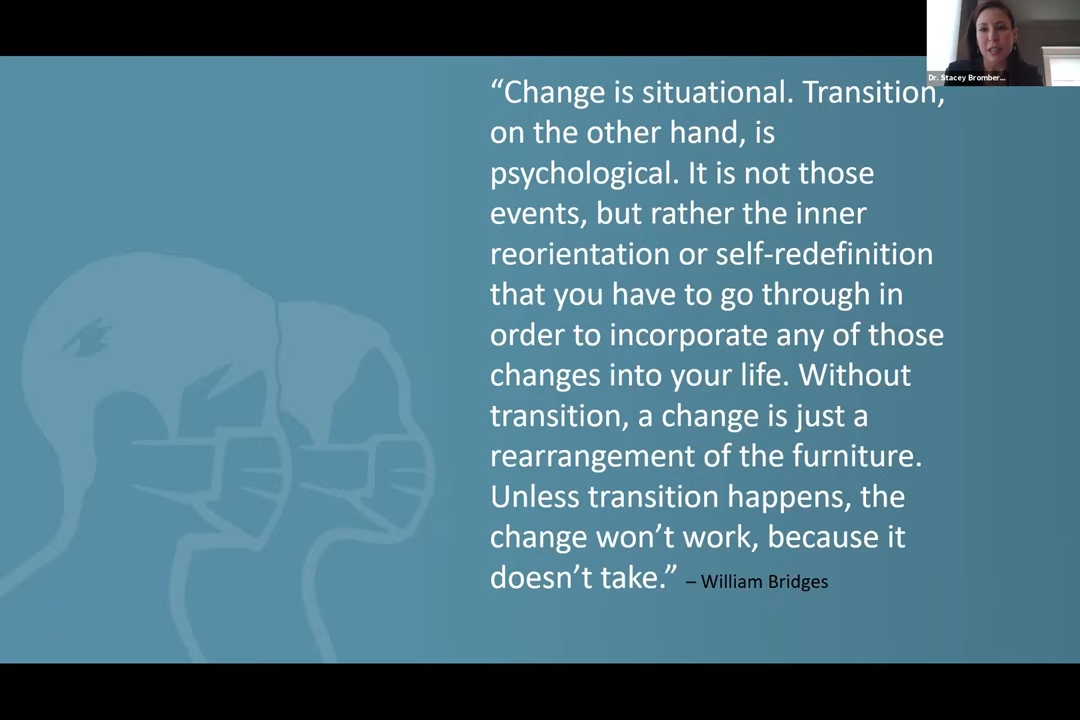 Dr. Stacey Bromber...
“Change is situational. Transition,
on the other hand, is
psychological. It is not those
events, but rather the inner
reorientation or self-redefinition
that you have to go through in
order to incorporate any of those
changes into your life. Without
transition, a change is just a
rearrangement of the furniture.
Unless transition happens, the
change won’t work, because it
doesn’t take.” – William Bridges